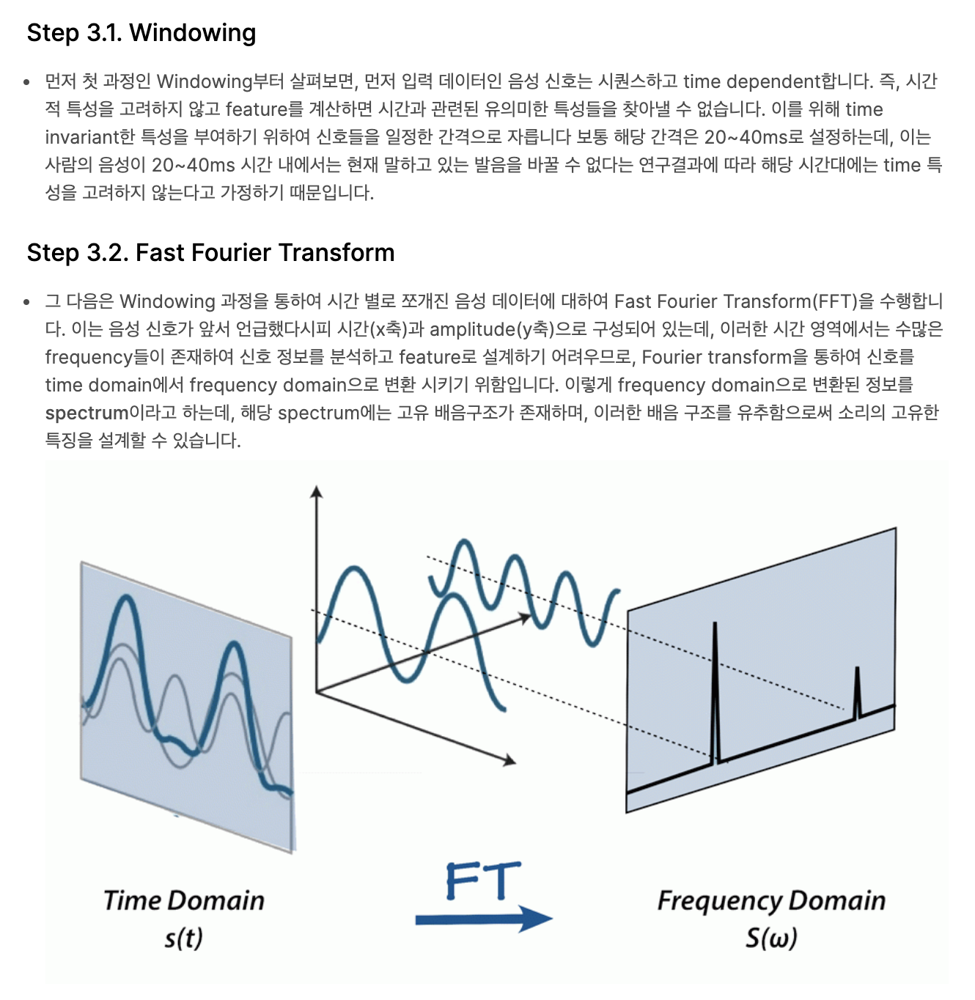 Step 3.1. Windowing
• 먼저 첫 과정인 Windowing부터 살펴보면, 먼저 입력 데이터인 음성 신호는 시퀀스하고 time dependent합니다. 즉, 시간
적 특성을 고려하지 않고 feature를 계산하면 시간과 관련된 유의미한 특성들을 찾아낼 수 없습니다. 이를 위해 time
invariant한 특성을 부여하기 위하여 신호들을 일정한 간격으로 자릅니다 보통 해당 간격은 20~40ms로 설정하는데, 이는
사람의 음성이 20~40ms 시간 내에서는 현재 말하고 있는 발음을 바꿀 수 없다는 연구결과에 따라 해당 시간대에는 time 특
성을 고려하지 않는다고 가정하기 때문입니다.
Step 3.2. Fast Fourier Transform
• 그 다음은 Windowing 과정을 통하여 시간 별로 쪼개진 음성 데이터에 대하여 Fast Fourier Transform(FFT)을 수행합니
다. 이는 음성 신호가 앞서 언급했다시피 시간(x축)과 amplitude(y축)으로 구성되어 있는데, 이러한 시간 영역에서는 수많은
frequency들이 존재하여 신호 정보를 분석하고 feature로 설계하기 어려우므로, Fourier transform을 통하여 신호를
time domain에서 frequency domain으로 변환 시키기 위함입니다. 이렇게 frequency domain으로 변환된 정보를
spectrum이라고 하는데, 해당 spectrum에는 고유 배음구조가 존재하며, 이러한 배음 구조를 유추함으로써 소리의 고유한
특징을 설계할 수 있습니다.
FT
Time Domain
s(t)
Frequency Domain
S(ω)